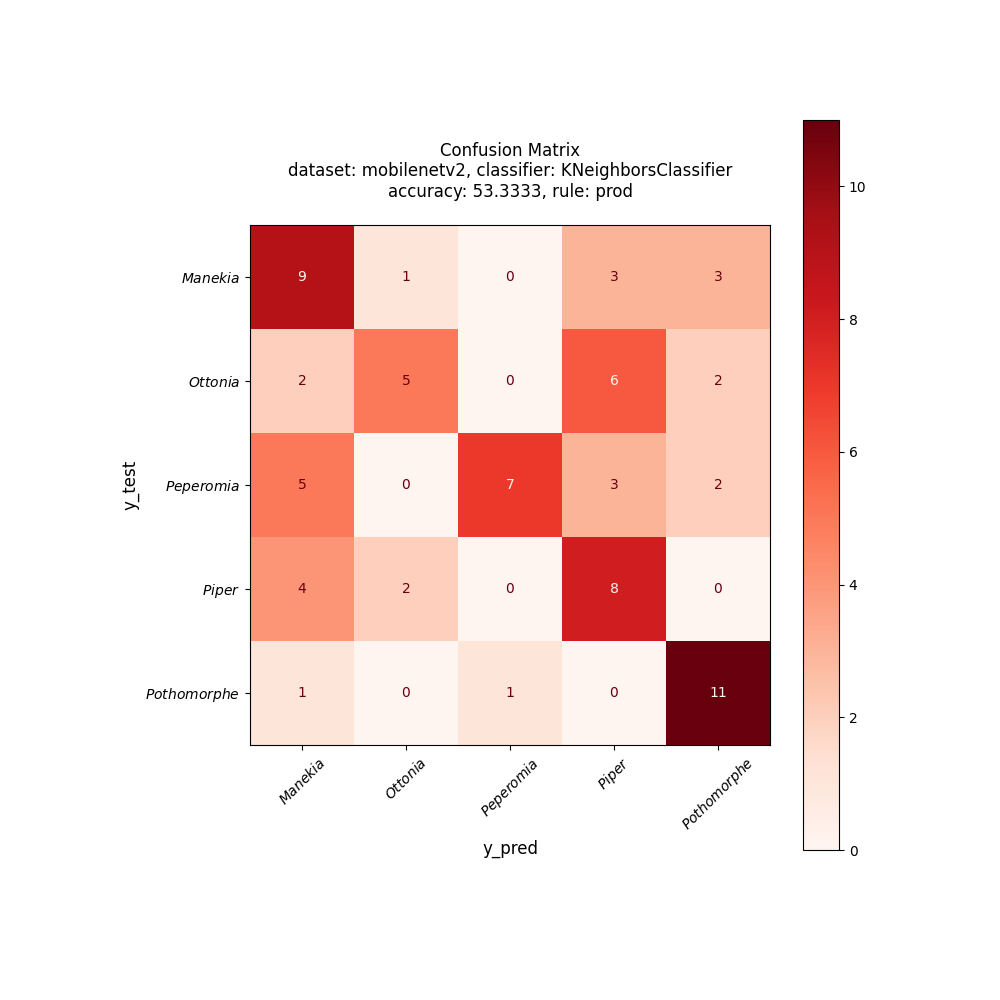 Confusion Matrix
dataset: mobilenetv2, classifier: KNeighborsClassifier
accuracy: 53.3333, rule: prod
y_test
Manekia 9 1 0 3 3
Ottonia 2 5 0 6 2
Peperomia 5 0 7 3 2
Piper 4 2 0 8 0
Pothomorphe 1 0 1 0 11
Manekia Ottonia Peperomia Piper Pothomorphe
y_pred
10
8
6
4
2
0